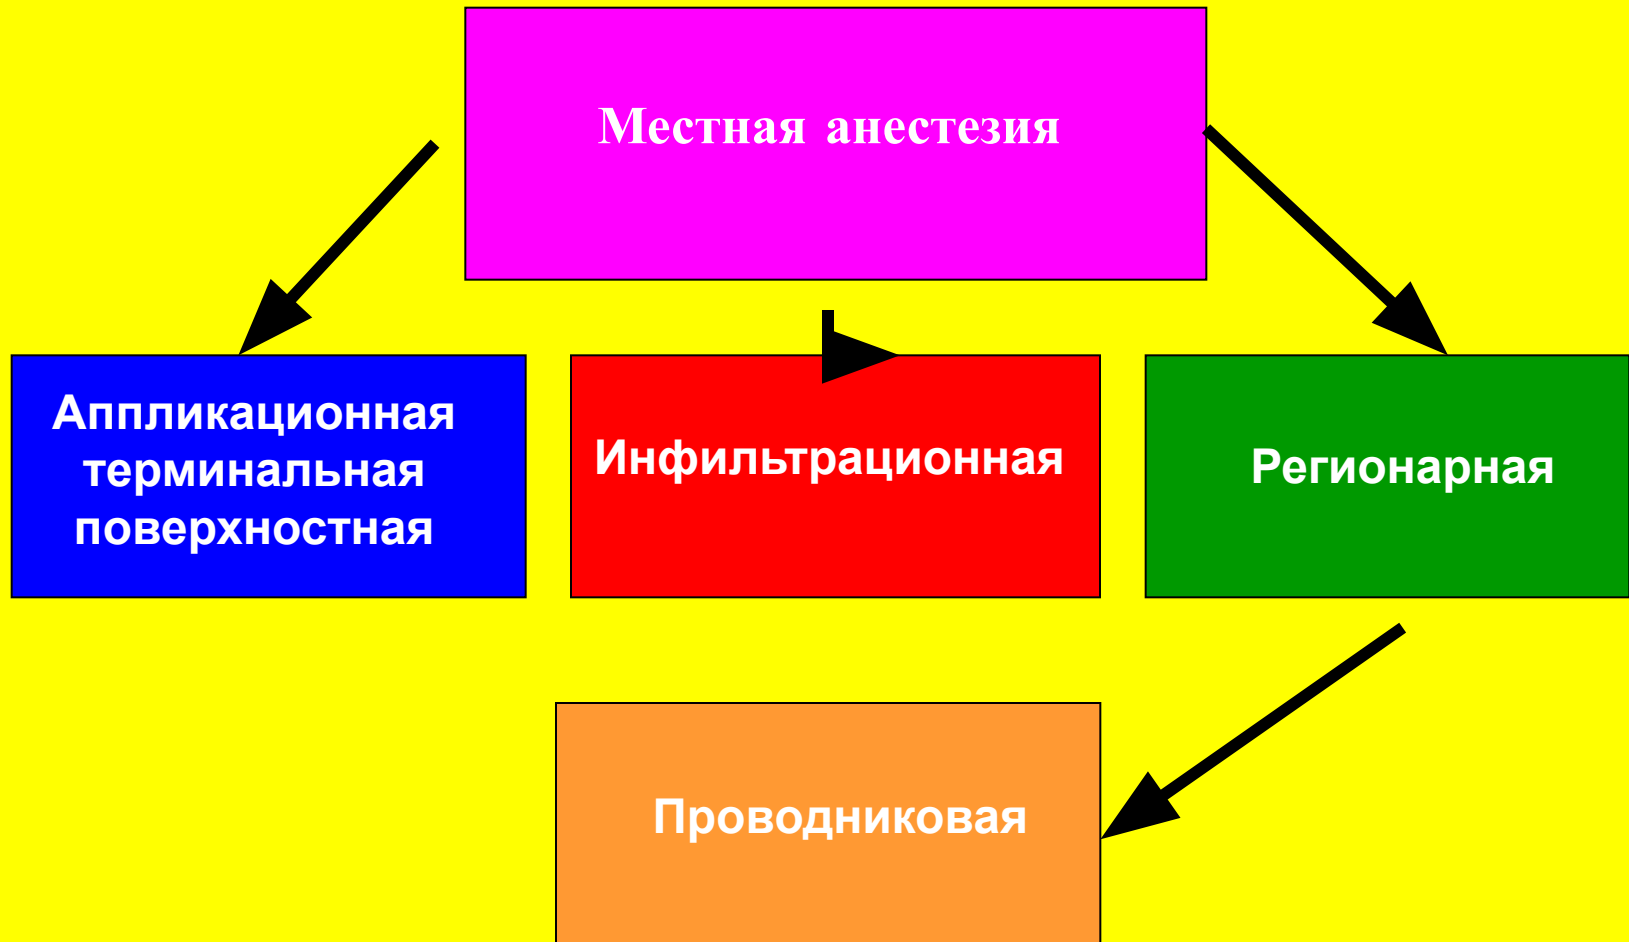 Местная анестезия
Аппликационная
терминальная
поверхностная
Инфильтрационная
Регионарная
Проводниковая